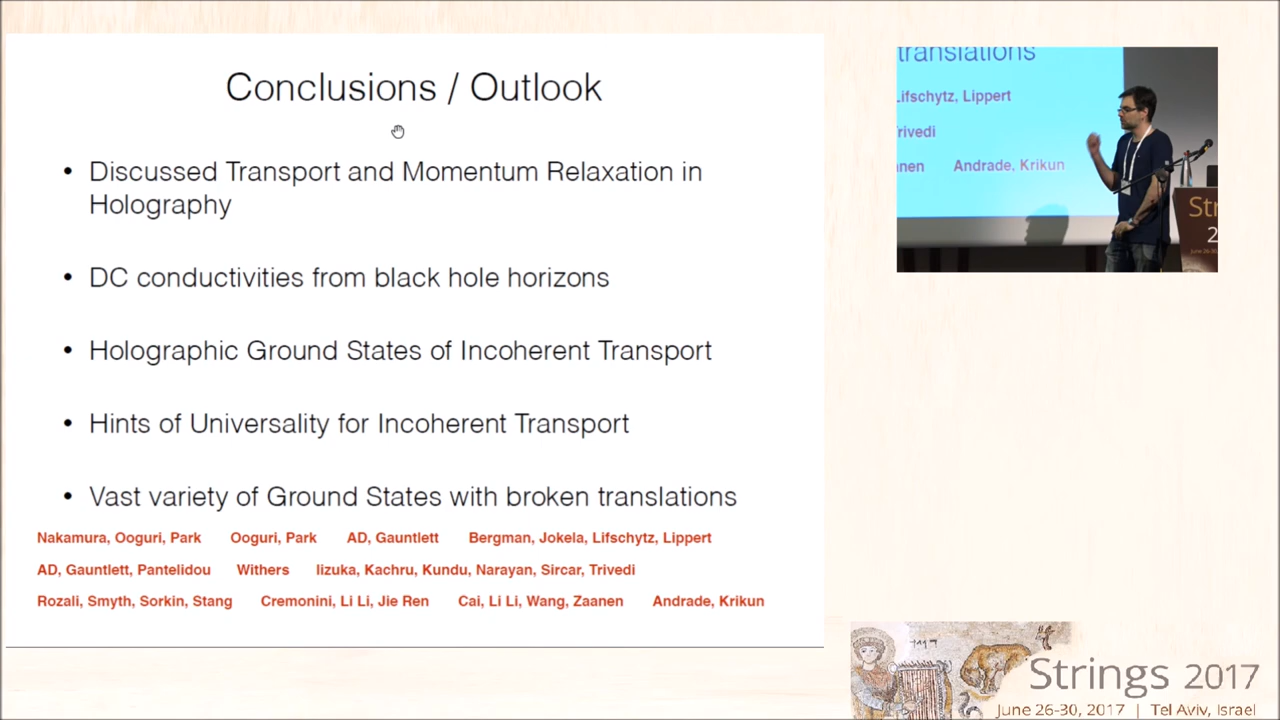 Conclusions / Outlook
• Discussed Transport and Momentum Relaxation in
Holography
• DC conductivities from black hole horizons
• Holographic Ground States of Incoherent Transport
• Hints of Universality for Incoherent Transport
• Vast variety of Ground States with broken translations
Nakamura, Ooguri, Park Ooguri, Park AD, Gauntlett Bergman, Jokela, Lifschytz, Lippert
AD, Gauntlett, Pantelidou Withers Iizuka, Kachru, Kundu, Narayan, Sircar, Trivedi
Rozali, Smyth, Sorkin, Stang Cremonini, Li Li, Jie Ren Cai, Li Li, Wang, Zaanen Andrade, Krikun
translations
Lifschytz, Lippert
Trivedi
anen Andrade, Krikun
Str
2
Strings 2017
June 26-30, 2017 | Tel Aviv, Israel